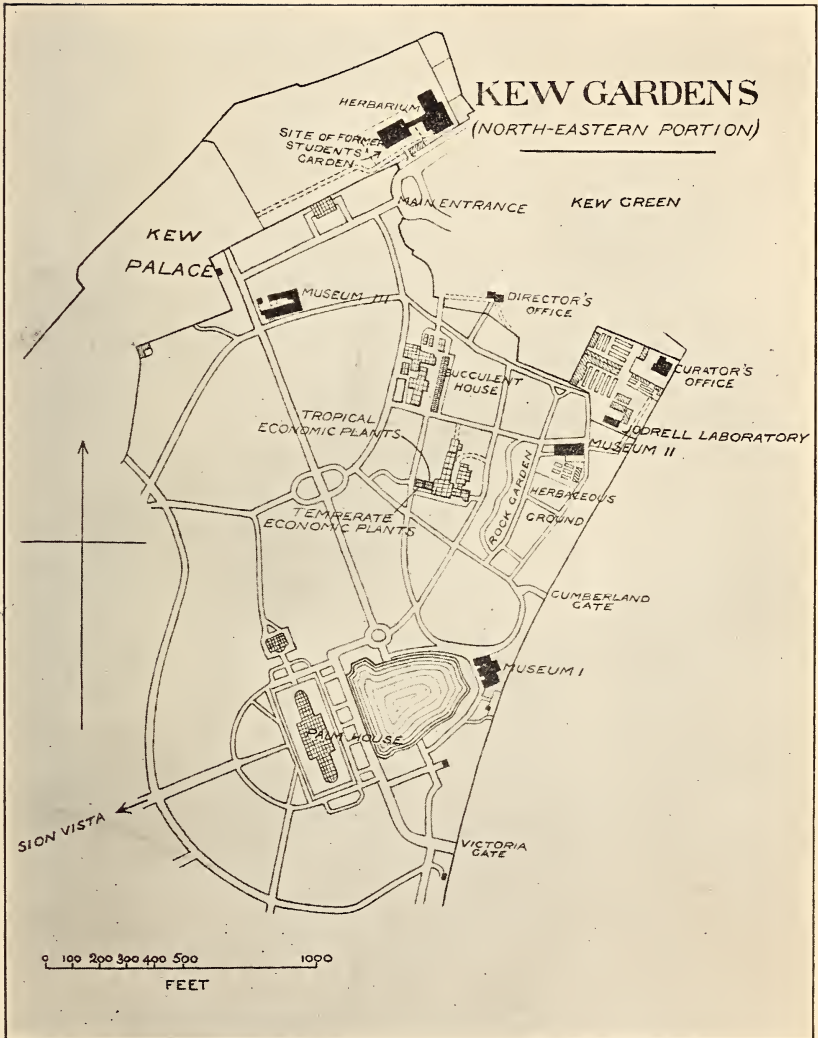 KEW GARDENS
(NORTH-EASTERN PORTION)
HERBARIUM
SITE OF FORMER
STUDENTS'
GARDEN
MAIN ENTRANCE
KEW GREEN
KEW
PALACE
MUSEUM III
DIRECTOR'S
OFFICE
SUCCULENT
HOUSE
CURATOR'S
OFFICE
TROPICAL
ECONOMIC PLANTS
JODRELL LABORATORY
MUSEUM II
ROCK GARDEN
HERBACEOUS
GROUND
TEMPERATE
ECONOMIC PLANTS
CUMBERLAND
GATE
MUSEUM I
PALM HOUSE
SION VISTA
VICTORIA
GATE
0 100 200 300 400 500 1000
FEET